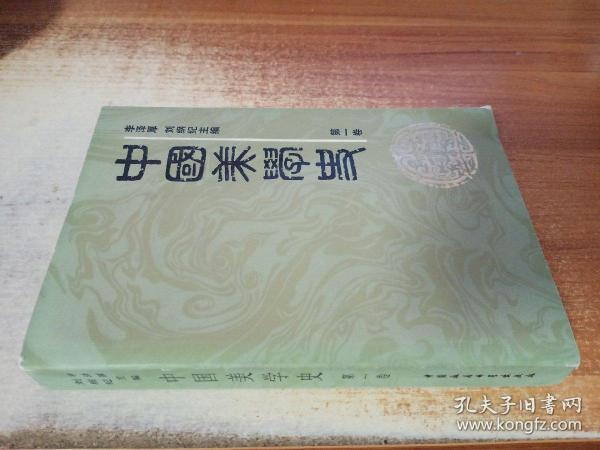 李泽厚 刘纲纪主编
第一卷
中國美學史
李泽厚
刘纲纪 主编
中国美学史 第一卷 中国社会科学出版社
孔夫子旧书网
www.kongfz.com